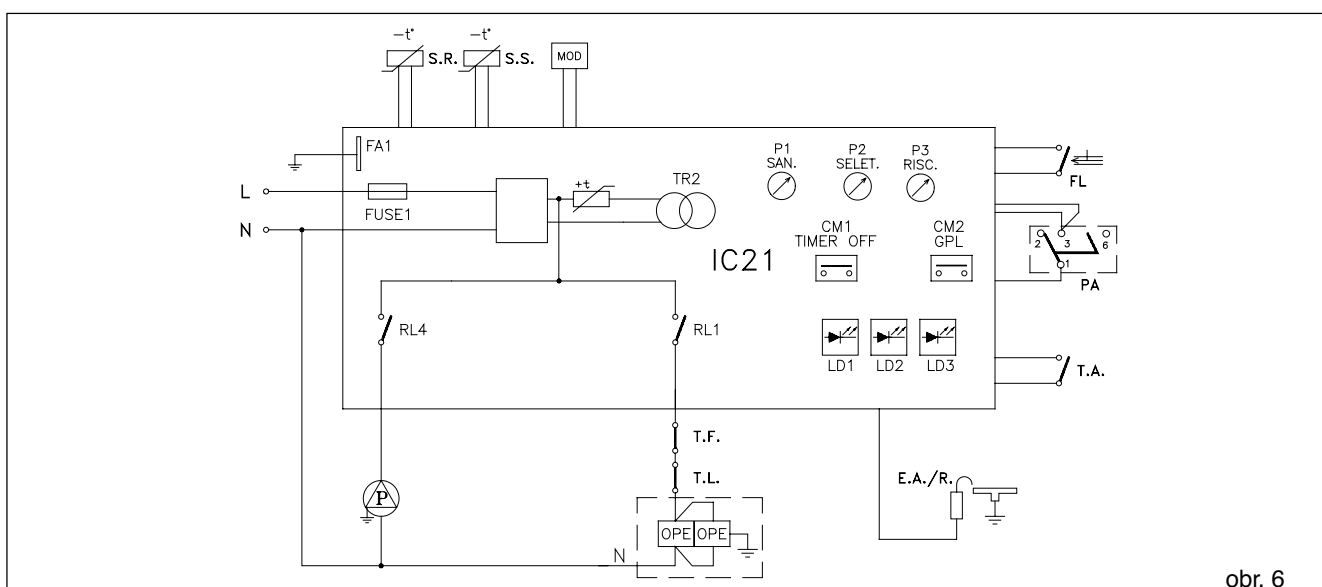 -t° -t°
S.R. S.S. MOD
FA1
P1 P2 P3
SAN. SELET. RISC.
FL
L +t TR2
FUSE1
N
CM1 CM2
TIMER OFF GPL
IC21
2 3 6
1
PA
RL4 RL1
LD1 LD2 LD3
T.A.
T.F.
T.L.
E.A./R.
P
OPE OPE
N
obr. 6